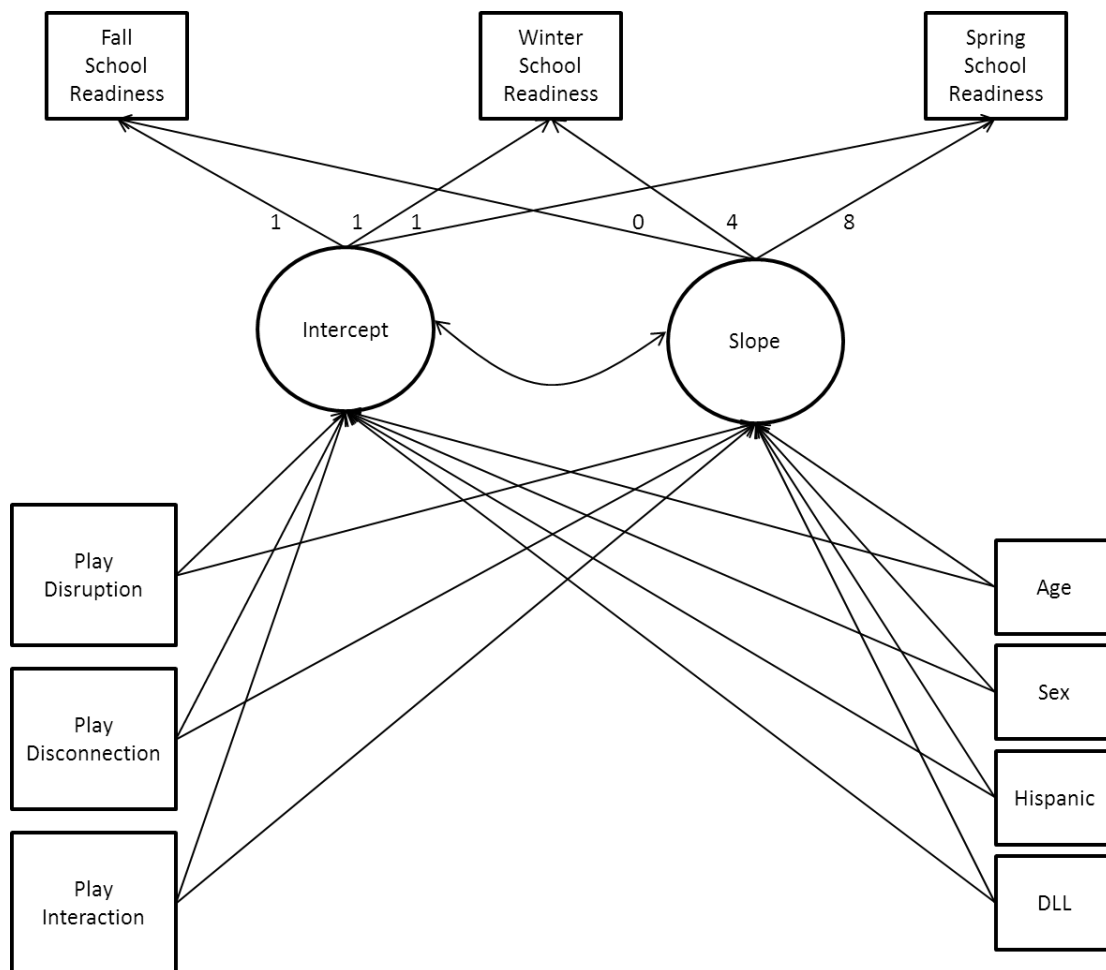 Fall
School
Readiness
Winter
School
Readiness
Spring
School
Readiness
1
1
1
0
4
8
Intercept
Slope
Play
Disruption
Play
Disconnection
Play
Interaction
Age
Sex
Hispanic
DLL